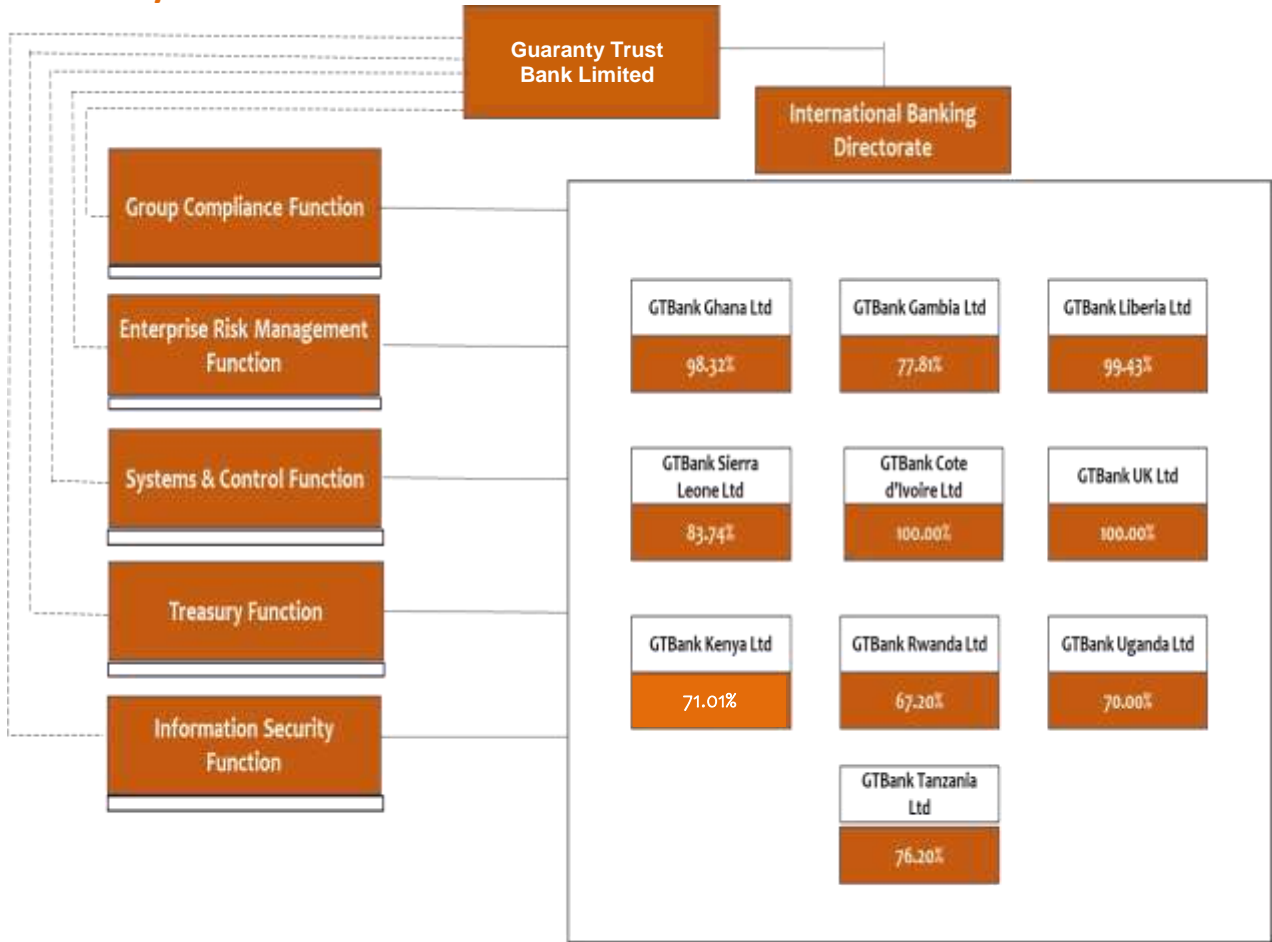 Guaranty Trust
Bank Limited
International Banking
Directorate
Group Compliance Function
Enterprise Risk Management
Function
Systems & Control Function
Treasury Function
Information Security
Function
GTBank Ghana Ltd
98.32%
GTBank Gambia Ltd
77.81%
GTBank Liberia Ltd
99.43%
GTBank Sierra
Leone Ltd
83.74%
GTBank Cote
d'Ivoire Ltd
100.00%
GTBank UK Ltd
100.00%
GTBank Kenya Ltd
71.01%
GTBank Rwanda Ltd
67.20%
GTBank Uganda Ltd
70.00%
GTBank Tanzania
Ltd
76.20%